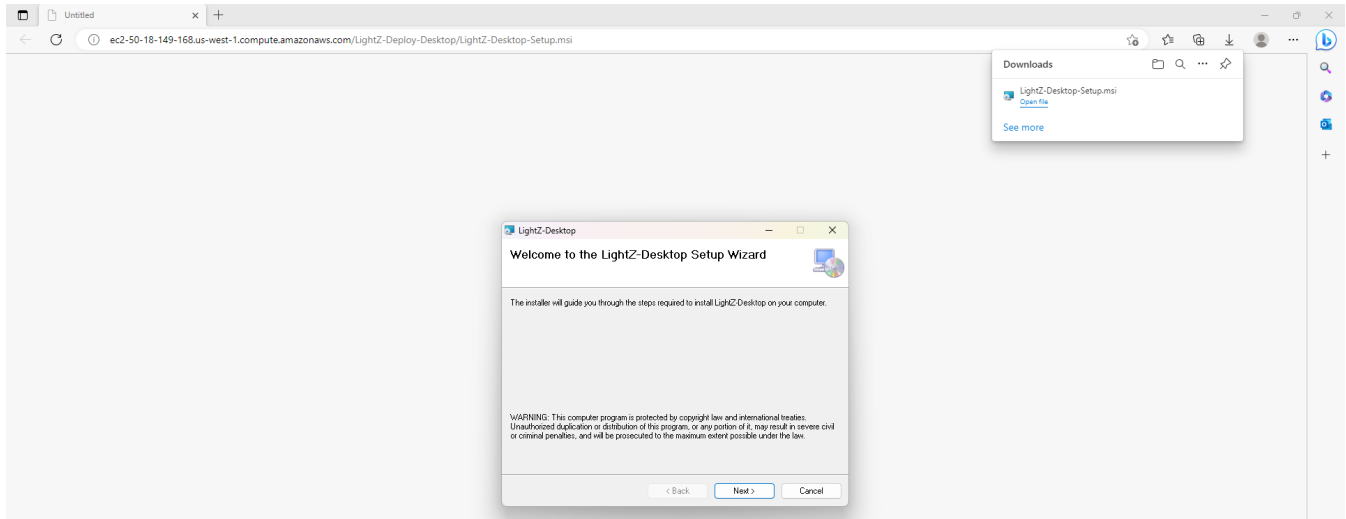 Untitled
ec2-50-18-149-168.us-west-1.compute.amazonaws.com/LightZ-Deploy-Desktop/LightZ-Desktop-Setup.msi
Downloads
LightZ-Desktop-Setup.msi
Open file
See more
LightZ-Desktop
Welcome to the LightZ-Desktop Setup Wizard
The installer will guide you through the steps required to install LightZ-Desktop on your computer.
WARNING: This computer program is protected by copyright law and international treaties.
Unauthorized duplication or distribution of this program, or any portion of it, may result in severe civil
or criminal penalties, and will be prosecuted to the maximum extent possible under the law.
< Back Next > Cancel